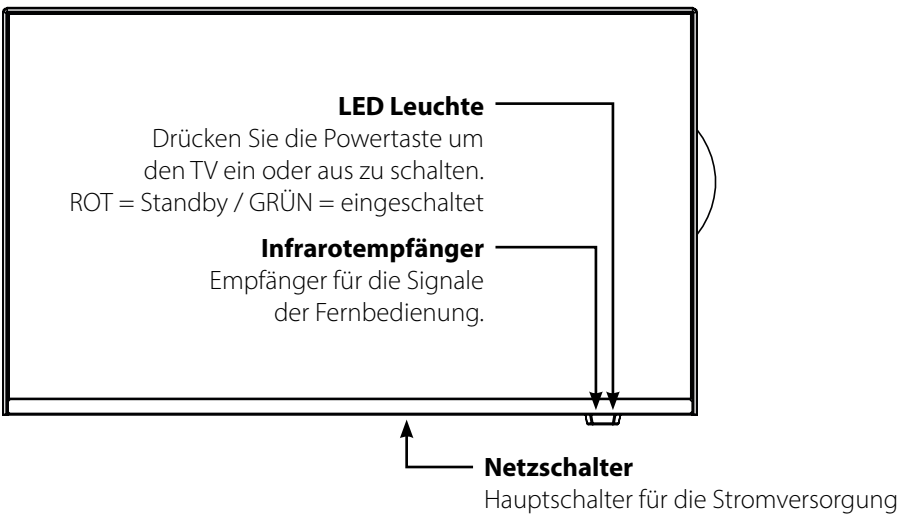 LED Leuchte
Drücken Sie die Powertaste um
den TV ein oder aus zu schalten.
ROT = Standby / GRÜN = eingeschaltet
Infrarotempfänger
Empfänger für die Signale
der Fernbedienung.
Netzschalter
Hauptschalter für die Stromversorgung